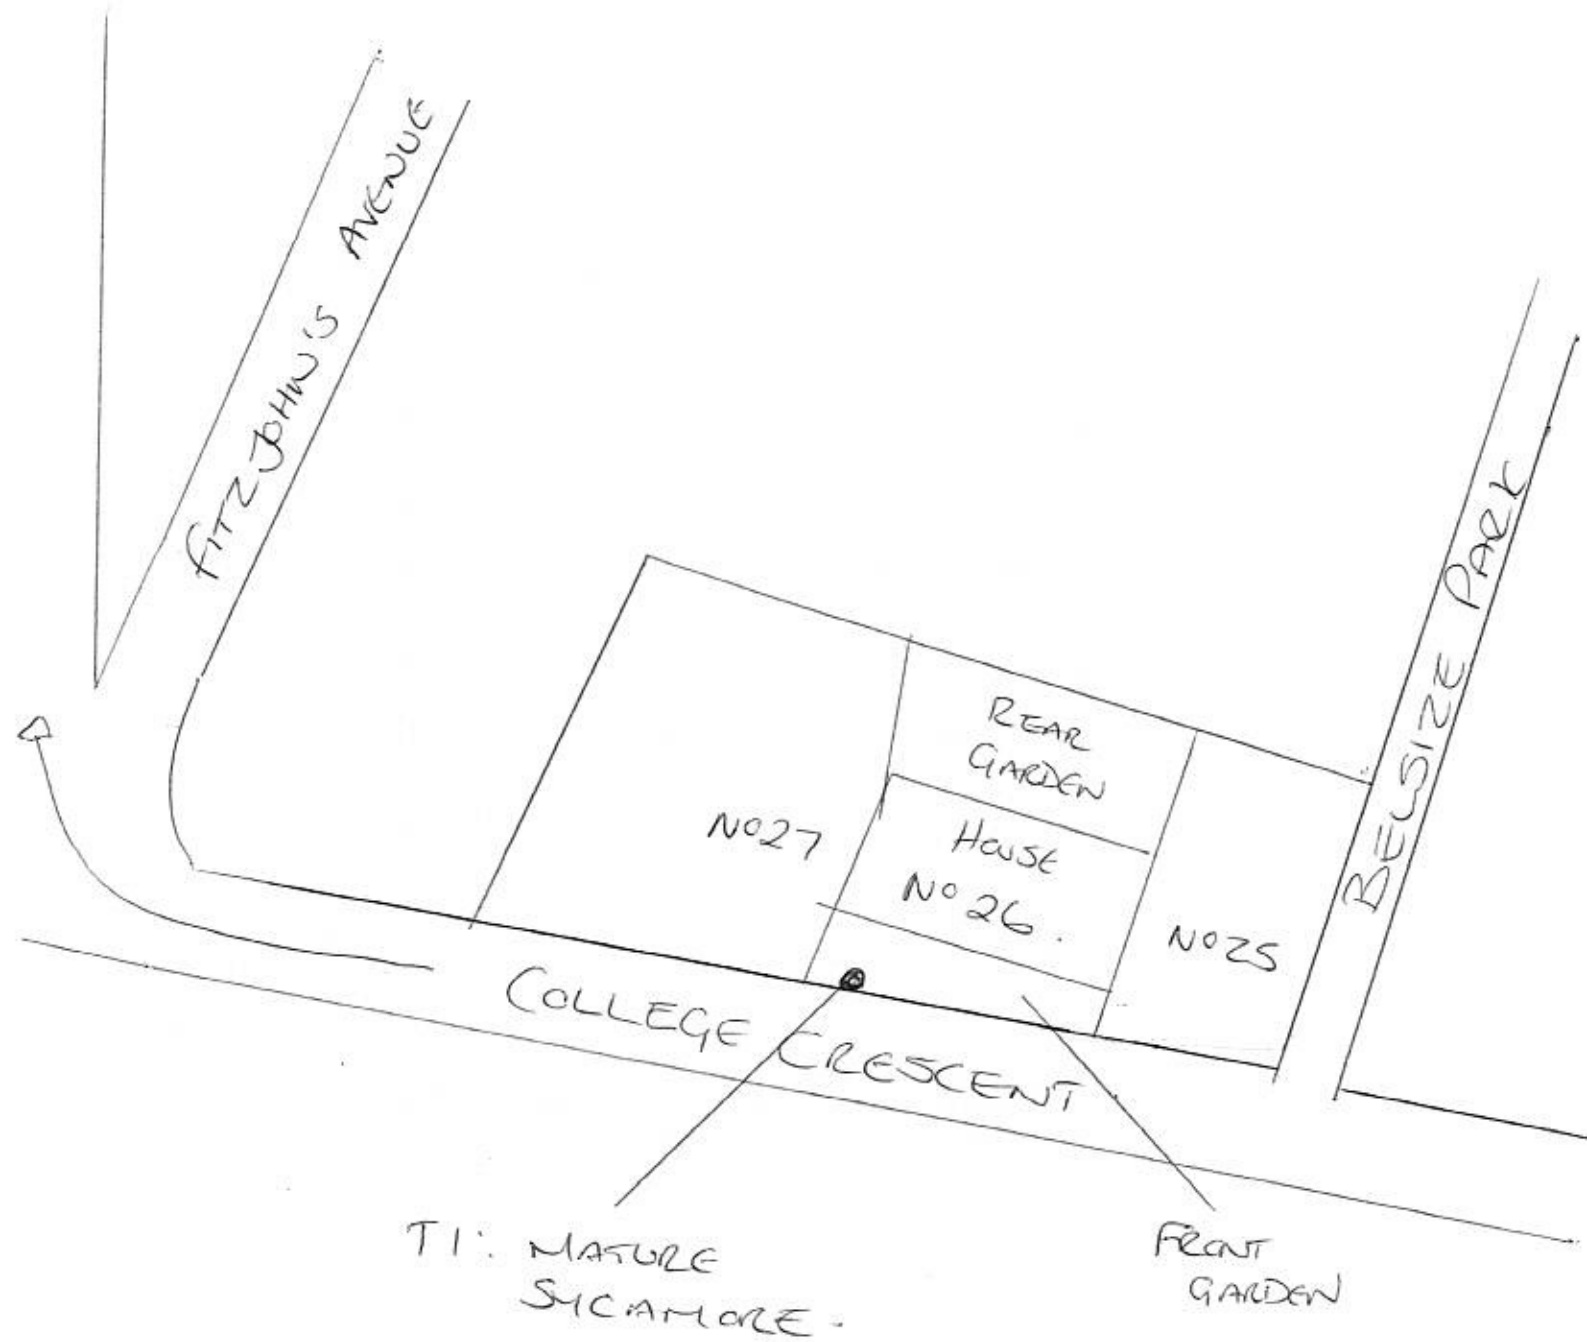 FITZJOHN'S AVENUE
BELSIZE PARK
REAR
GARDEN
No 27
HOUSE
No 26.
No 25
COLLEGE CRESCENT
T1: MATURE
SYCAMORE.
FRONT
GARDEN